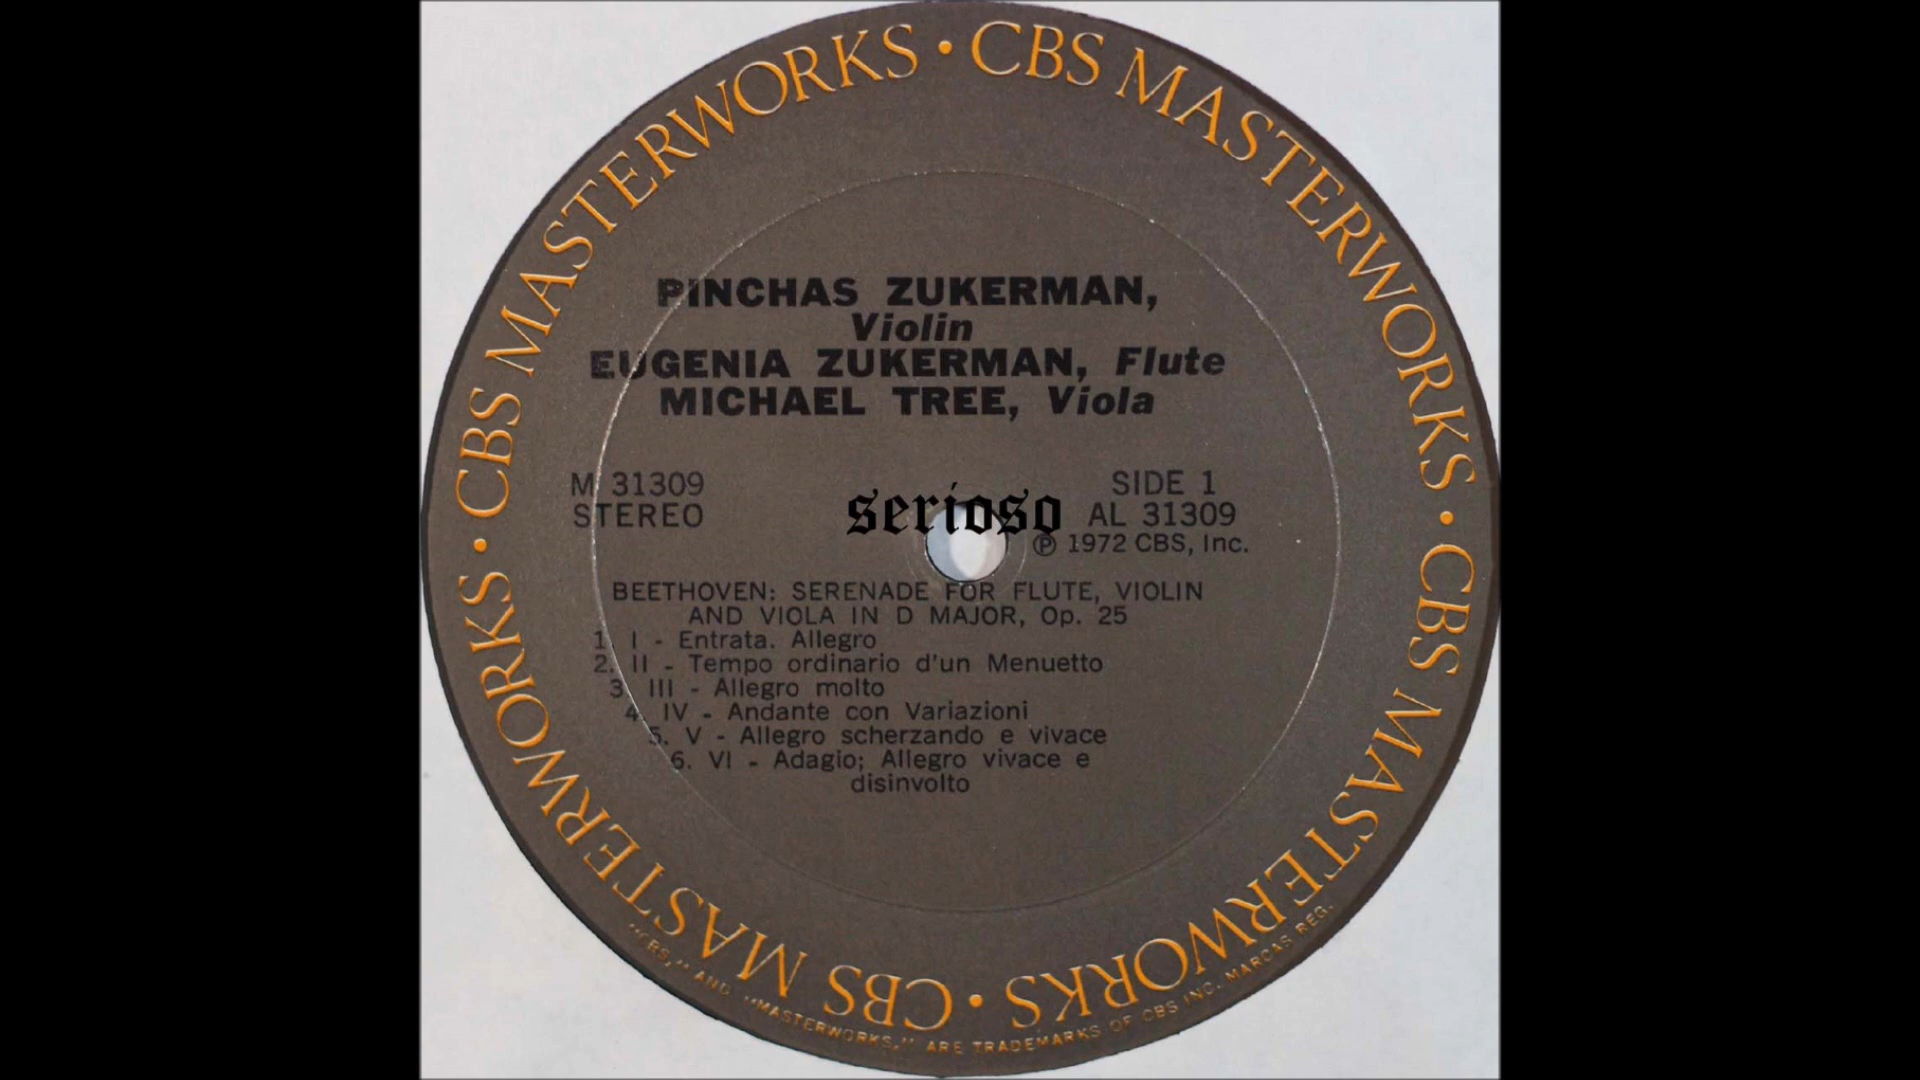 CBS MASTERWORKS • CBS MASTERWORKS • CBS MASTERWORKS • CBS MASTERWORKS • CBS MASTERWORKS •
PINCHAS ZUKERMAN,
Violin
EUGENIA ZUKERMAN, Flute
MICHAEL TREE, Viola
M 31309
STEREO
serioso
SIDE 1
AL 31309
℗ 1972 CBS, Inc.
BEETHOVEN: SERENADE FOR FLUTE, VIOLIN
AND VIOLA IN D MAJOR, Op. 25
1. I - Entrata. Allegro
2. II - Tempo ordinario d'un Menuetto
3. III - Allegro molto
4. IV - Andante con Variazioni
5. V - Allegro scherzando e vivace
6. VI - Adagio; Allegro vivace e
disinvolto
"CBS," AND "MASTERWORKS," ARE TRADEMARKS OF CBS INC. MARCAS REG.